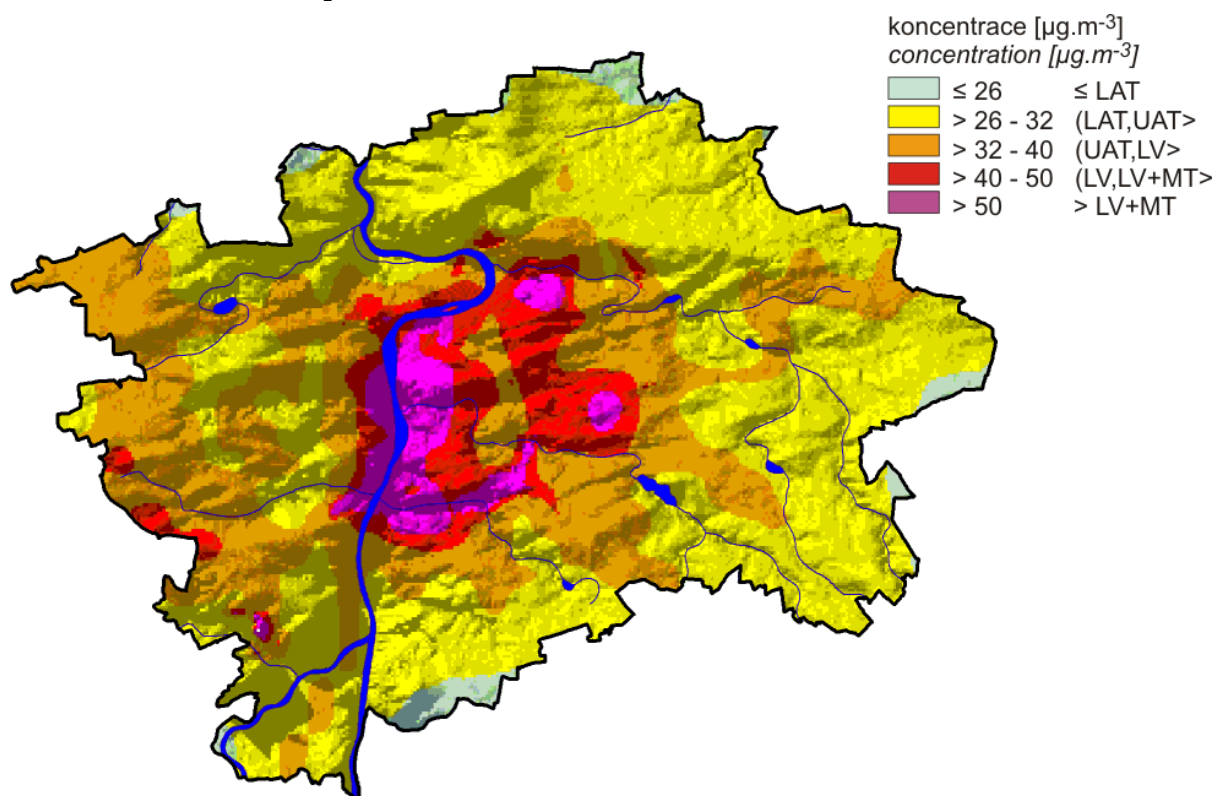 koncentrace [µg.m-3]
concentration [µg.m-3]
≤ 26 ≤ LAT
> 26 - 32 (LAT,UAT>
> 32 - 40 (UAT,LV>
> 40 - 50 (LV,LV+MT>
> 50 > LV+MT